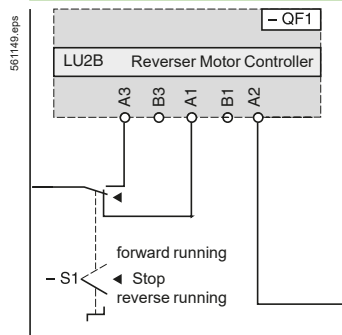 561149.eps
– QF1
LU2B Reverser Motor Controller
A3 B3 A1 B1 A2
forward running
– S1 Stop
reverse running